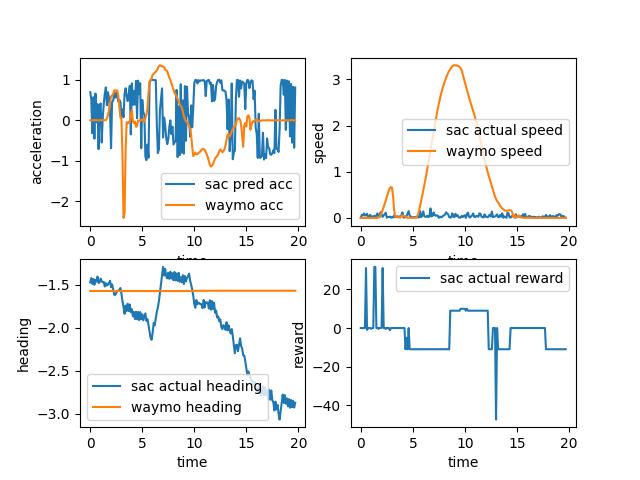 acceleration
1
0
−1
−2
sac pred acc
waymo acc
0
5
10
15
20
time
speed
3
2
1
0
sac actual speed
waymo speed
0
5
10
15
20
time
heading
−1.5
−2.0
−2.5
−3.0
sac actual heading
waymo heading
0
5
10
15
20
time
reward
20
0
−20
−40
sac actual reward
0
5
10
15
20
time